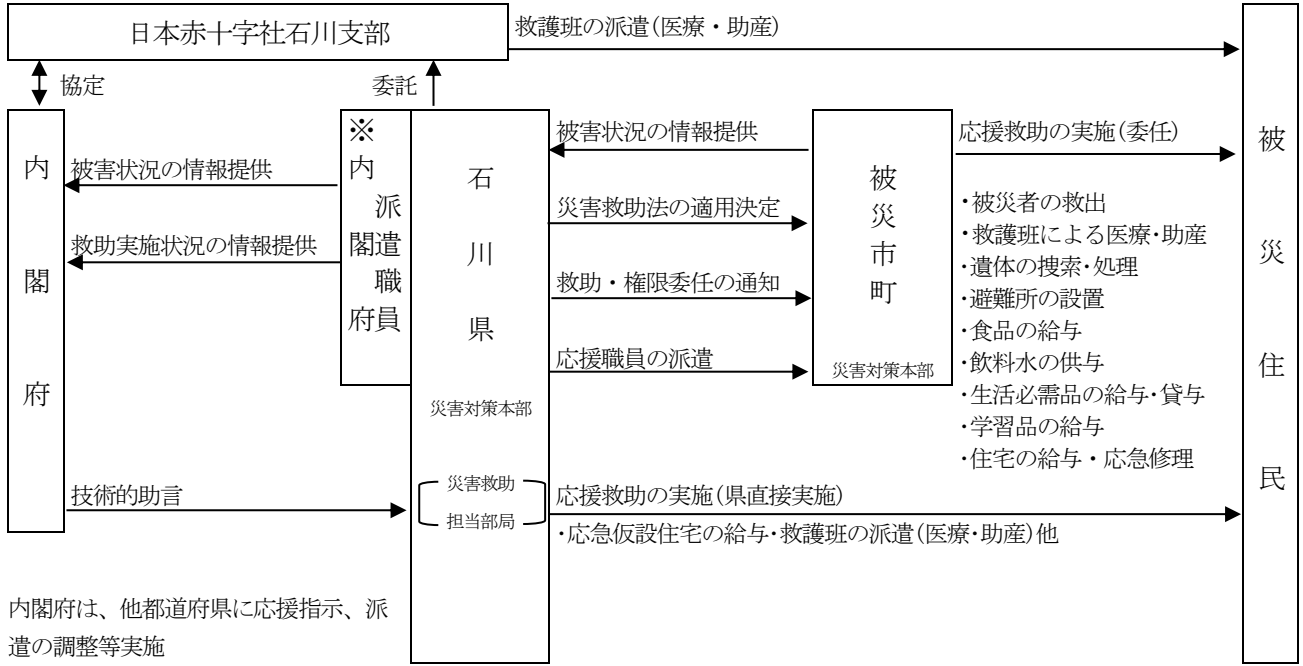 日本赤十字社石川支部
救護班の派遣(医療・助産)
協定
委託
内閣府
※内閣府
派遣職員
被害状況の情報提供
救助実施状況の情報提供
技術的助言
石川県
災害対策本部
災害救助
担当部局
被害状況の情報提供
災害救助法の適用決定
救助・権限委任の通知
応援職員の派遣
被災市町
災害対策本部
応援救助の実施(委任)
・被災者の救出
・救護班による医療・助産
・遺体の捜索・処理
・避難所の設置
・食品の給与
・飲料水の供与
・生活必需品の給与・貸与
・学習品の給与
・住宅の給与・応急修理
応援救助の実施(県直接実施)
・応急仮設住宅の給与・救護班の派遣(医療・助産)他
被災住民
内閣府は、他都道府県に応援指示、派
遣の調整等実施